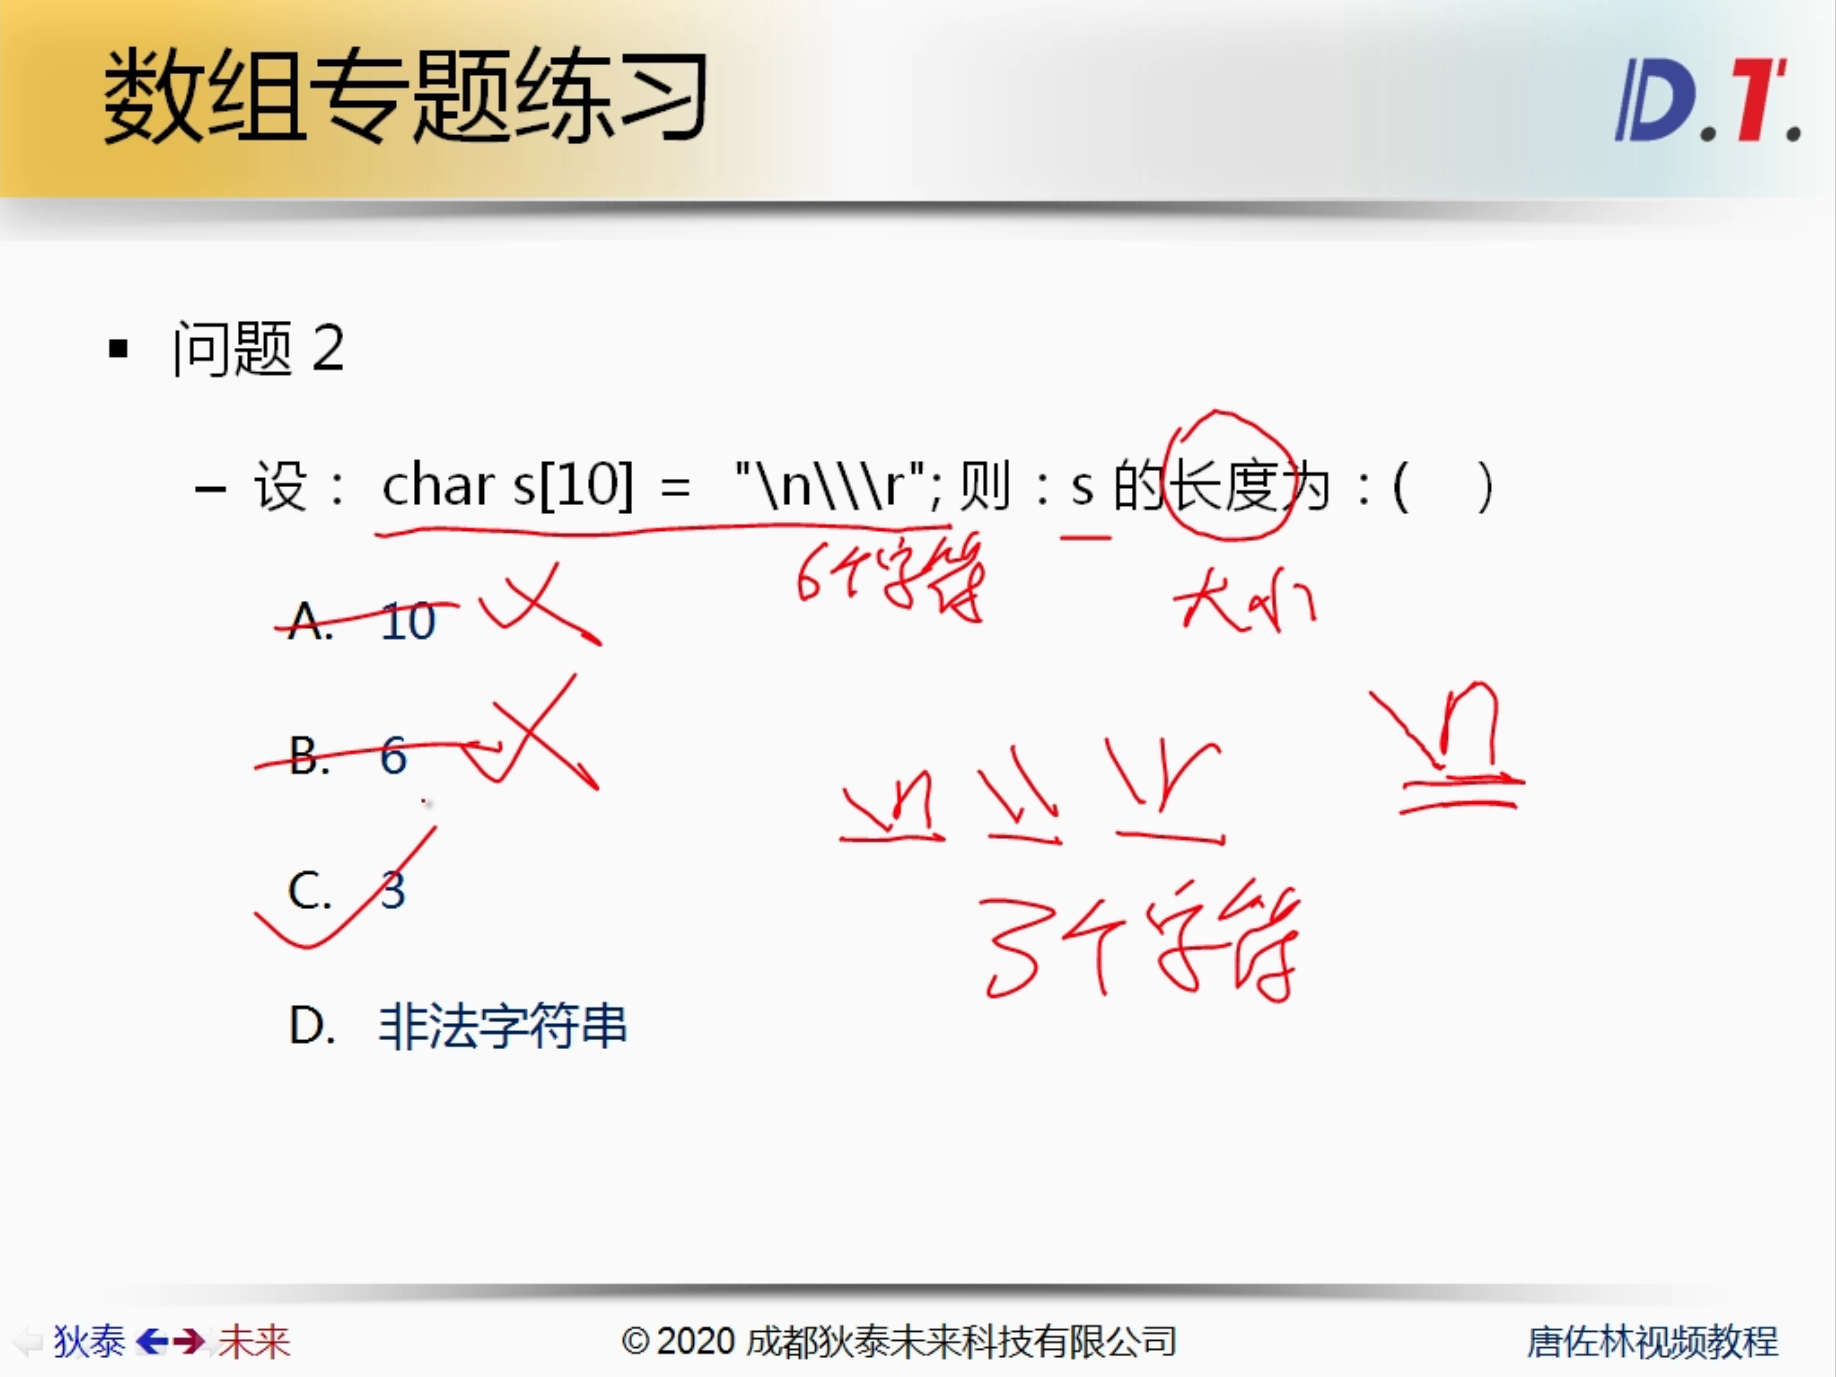 数组专题练习
D.T.
▪ 问题 2
– 设： char s[10] = "\n\\\r"; 则：s 的长度为：( )
6个字符
大小
A. 10
B. 6
\n \\ \r
\n
C. 3
3个字符
D. 非法字符串
狄泰 未来
© 2020 成都狄泰未来科技有限公司
唐佐林视频教程